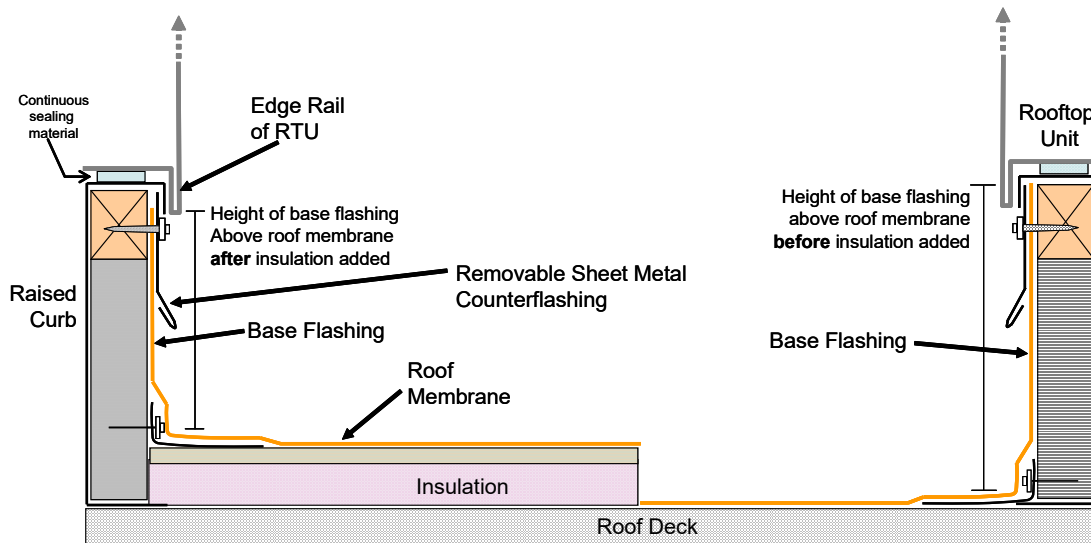 Continuous
sealing
material
Edge Rail
of RTU
Rooftop
Unit
Height of base flashing
Above roof membrane
after insulation added
Height of base flashing
above roof membrane
before insulation added
Removable Sheet Metal
Counterflashing
Raised
Curb
Base Flashing
Base Flashing
Roof
Membrane
Insulation
Roof Deck